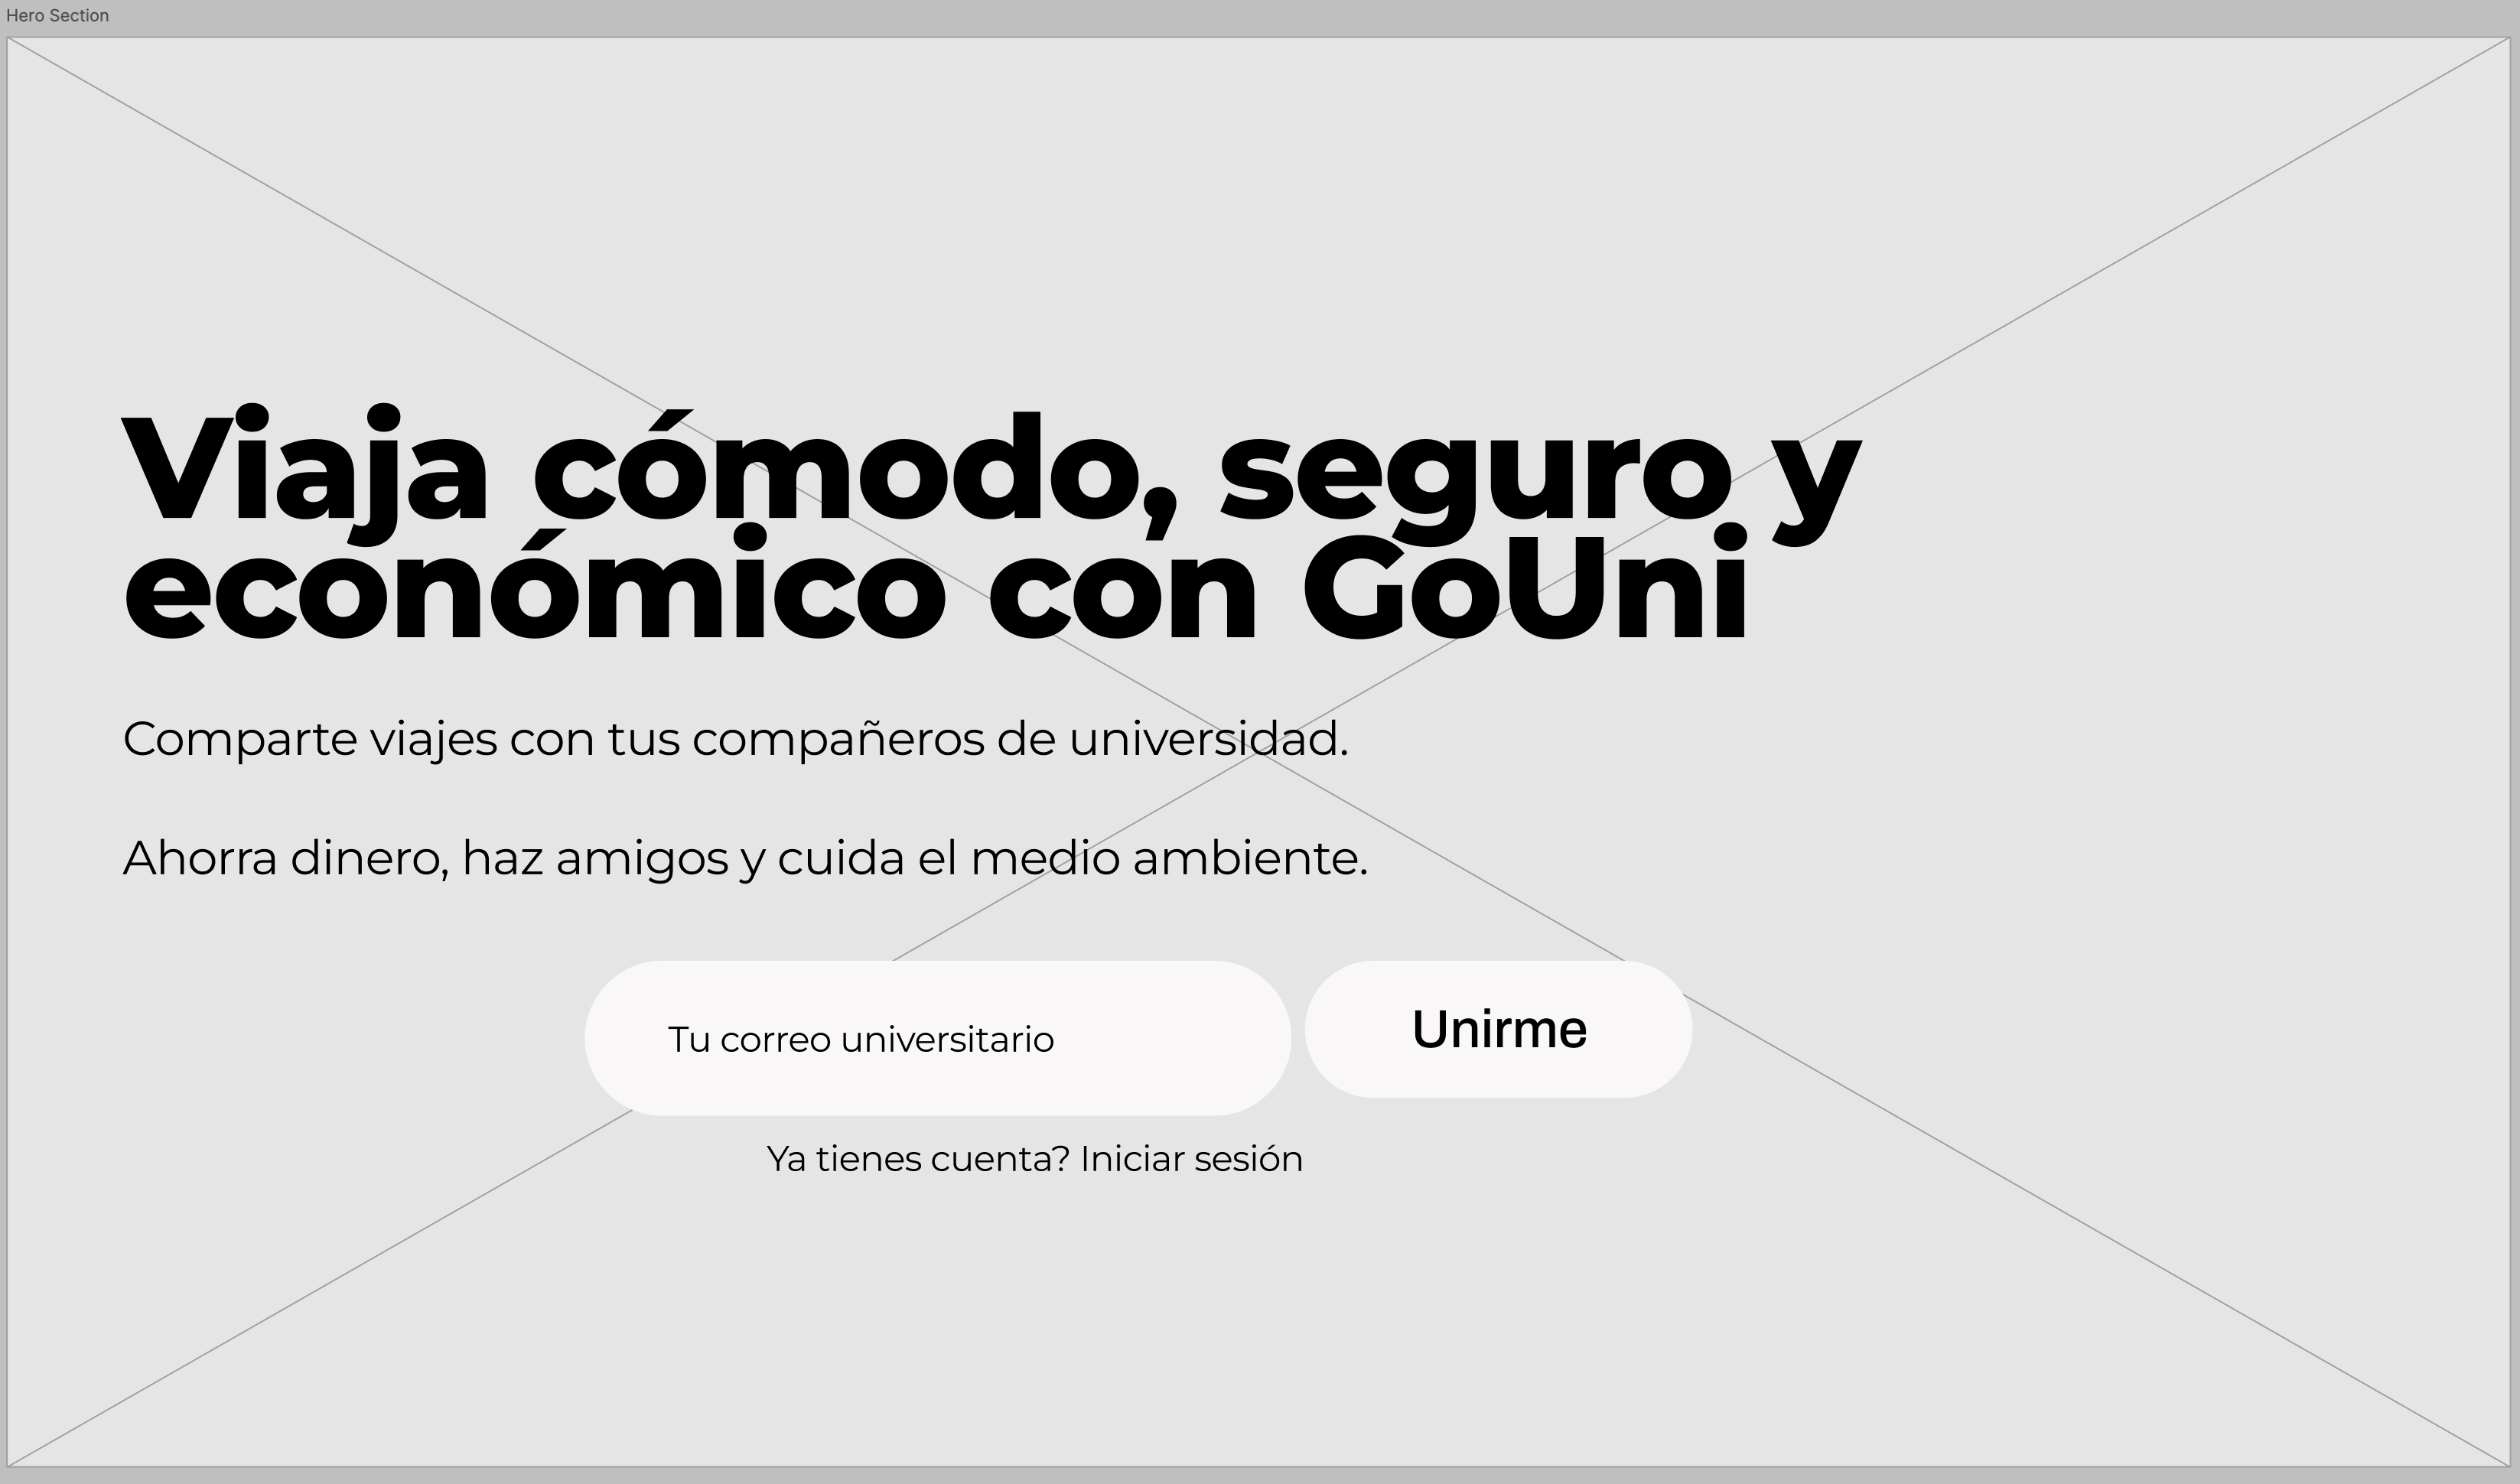 Hero Section
Viaja cómodo, seguro y
económico con GoUni
Comparte viajes con tus compañeros de universidad.
Ahorra dinero, haz amigos y cuida el medio ambiente.
Tu correo universitario
Unirme
Ya tienes cuenta? Iniciar sesión